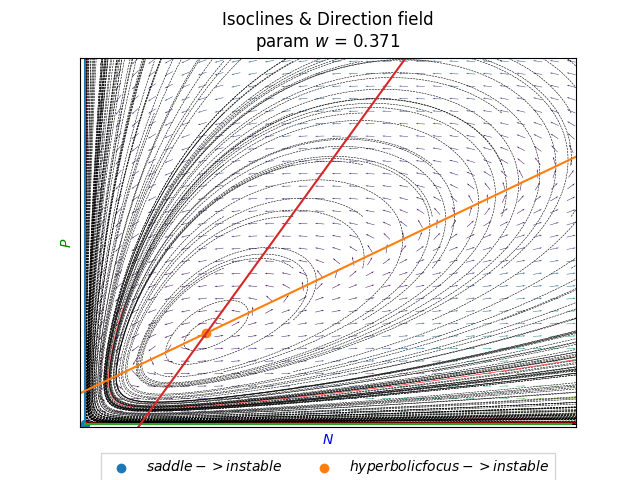 Isoclines & Direction field
param w = 0.371
P
N
saddle−>instable
hyperbolicfocus−>instable